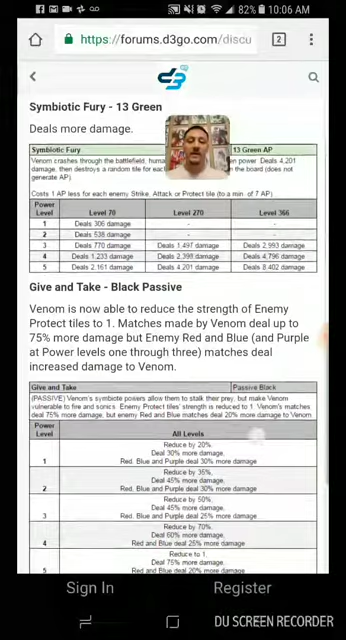 82% 10:06 AM
https://forums.d3go.com/discu
2
d3
Symbiotic Fury - 13 Green
Deals more damage.
Symbiotic Fury 13 Green AP
Venom crashes through the battlefield, huma n power. Deals 4,201
damage, then destroys a random tile for eac the board (does not
generate AP)
Costs 1 AP less for each enemy Strike, Attack or Protect tile (to a min. of 7 AP)
Power Level Level 70 Level 270 Level 366
1 Deals 306 damage - -
2 Deals 538 damage - -
3 Deals 770 damage Deals 1,497 damage Deals 2,993 damage
4 Deals 1,233 damage Deals 2,398 damage Deals 4,796 damage
5 Deals 2,161 damage Deals 4,201 damage Deals 8,402 damage
Give and Take - Black Passive
Venom is now able to reduce the strength of Enemy
Protect tiles to 1. Matches made by Venom deal up to
75% more damage but Enemy Red and Blue (and Purple
at Power levels one through three) matches deal
increased damage to Venom.
Give and Take Passive Black
(PASSIVE) Venom's symbiote powers allow them to stalk their prey, but make Venom
vulnerable to fire and sonics. Enemy Protect tiles' strength is reduced to 1. Venom's matches
deal 75% more damage, but enemy Red and Blue matches deal 20% more damage to Venom.
Power Level All Levels
Reduce by 20%,
Deal 30% more damage,
1 Red, Blue and Purple deal 30% more damage
Reduce by 35%,
Deal 45% more damage,
2 Red, Blue and Purple deal 30% more damage
Reduce by 50%,
Deal 45% more damage,
3 Red, Blue and Purple deal 25% more damage
Reduce by 70%,
Deal 60% more damage,
4 Red and Blue deal 25% more damage
Reduce to 1,
Deal 75% more damage,
5 Red and Blue deal 20% more damage
Sign In Register
DU SCREEN RECORDER